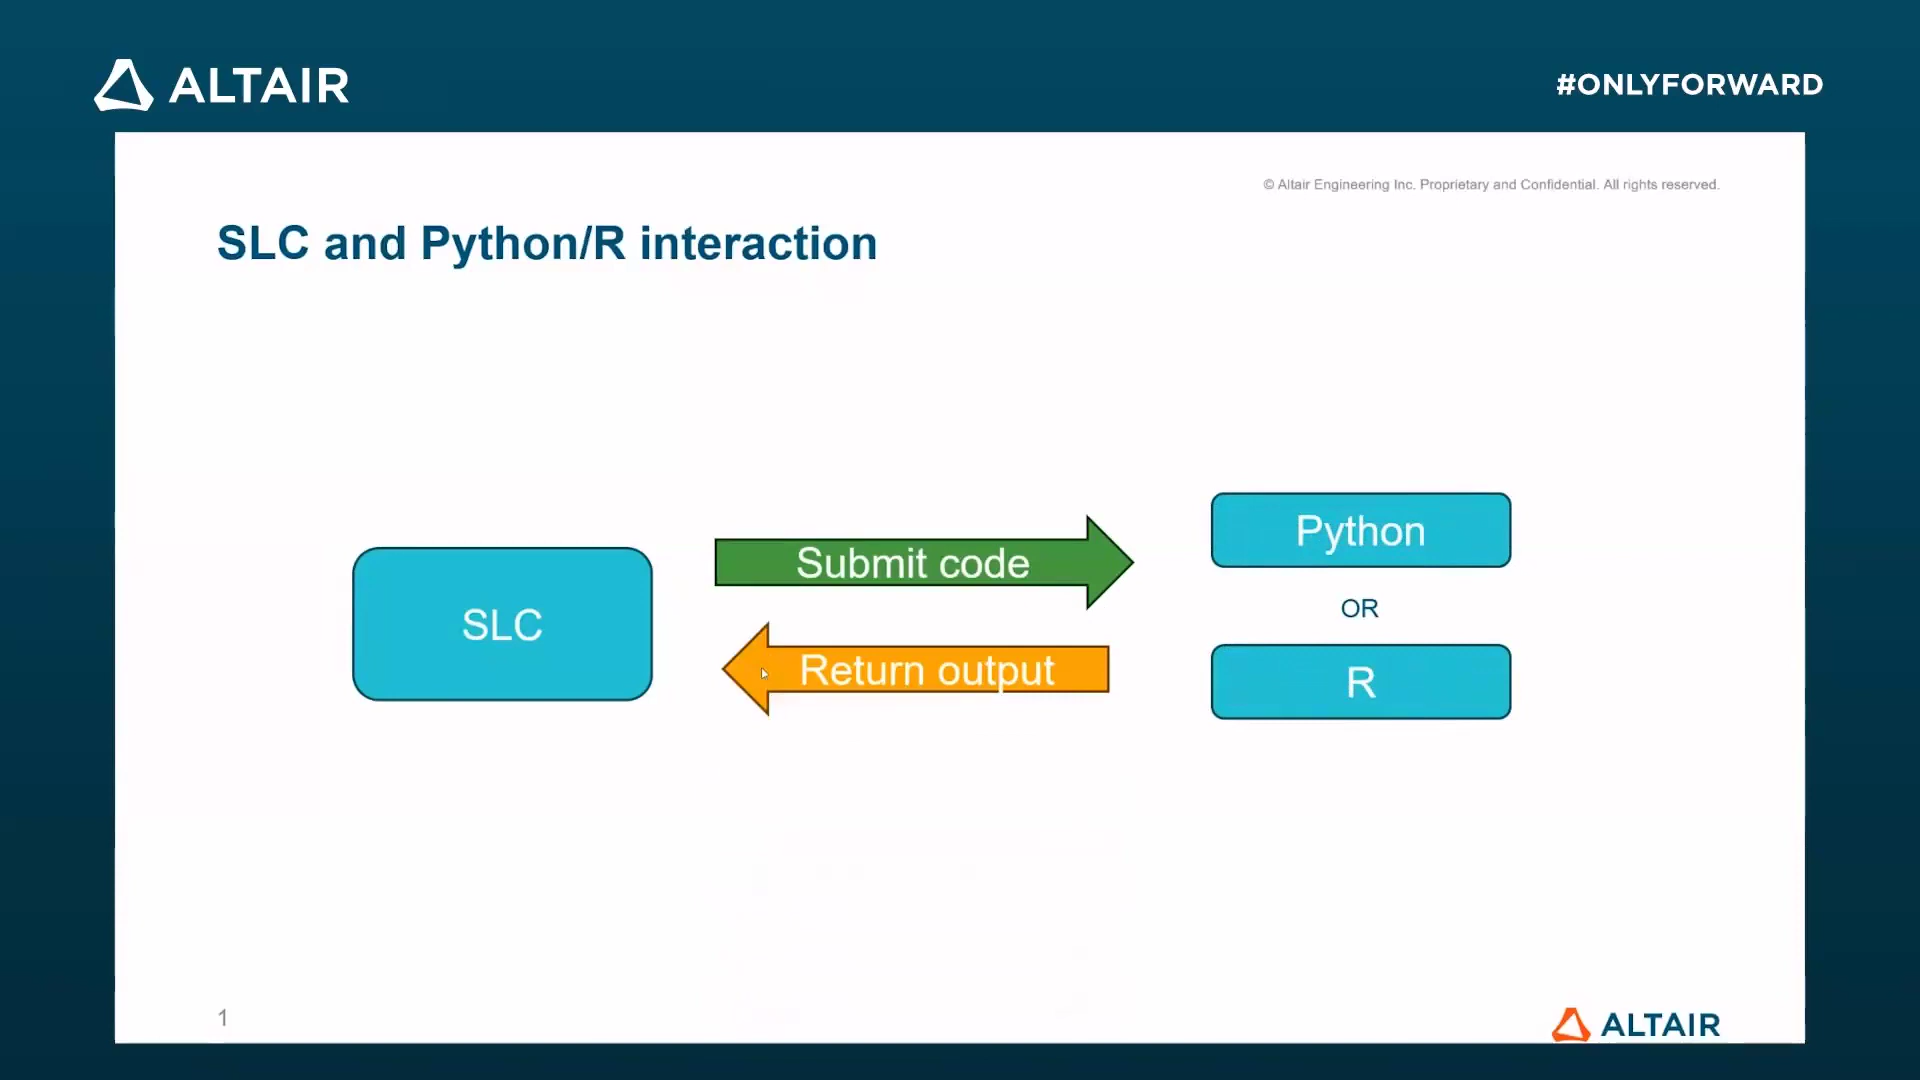 ALTAIR
#ONLYFORWARD
© Altair Engineering Inc. Proprietary and Confidential. All rights reserved.
SLC and Python/R interaction
SLC
Submit code
Return output
Python
OR
R
1
ALTAIR